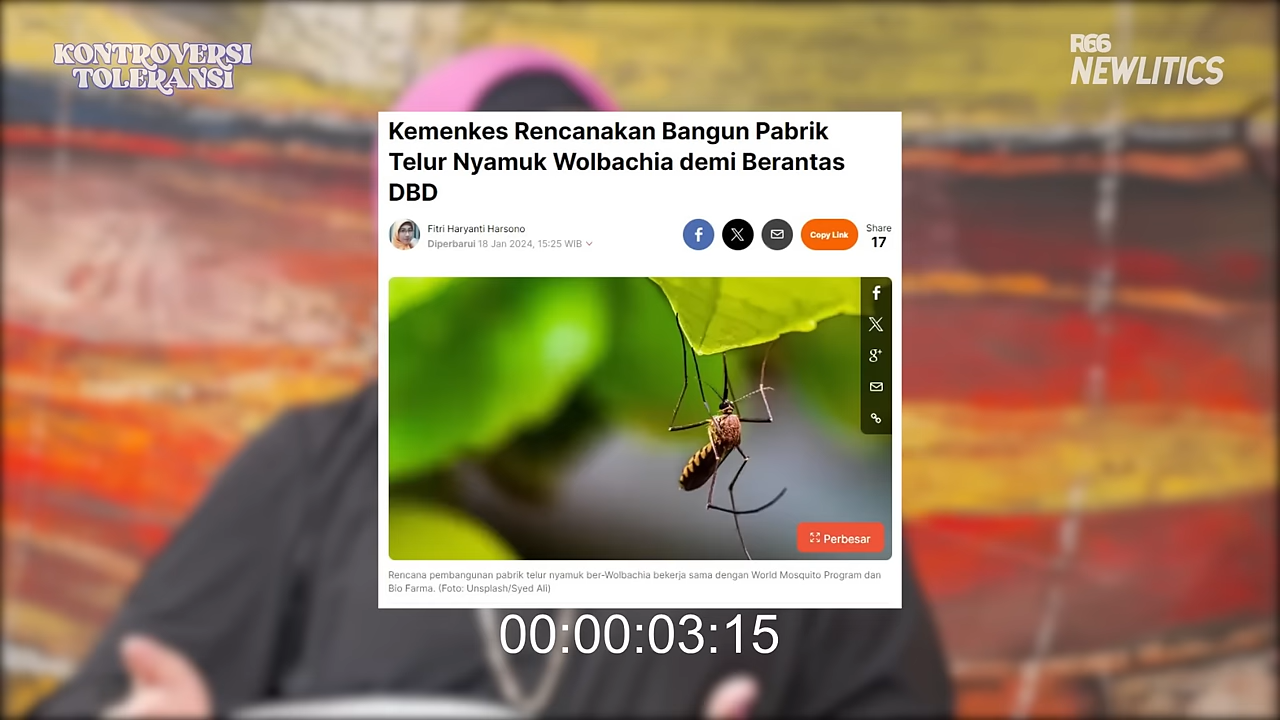 KONTROVERSI
TOLERANSI
R66
NEWLITICS
Kemenkes Rencanakan Bangun Pabrik
Telur Nyamuk Wolbachia demi Berantas
DBD
Fitri Haryanti Harsono
Diperbarui 18 Jan 2024, 15:25 WIB
Copy Link
Share
17
Perbesar
Rencana pembangunan pabrik telur nyamuk ber-Wolbachia bekerja sama dengan World Mosquito Program dan
Bio Farma. (Foto: Unsplash/Syed Ali)
00:00:03:15